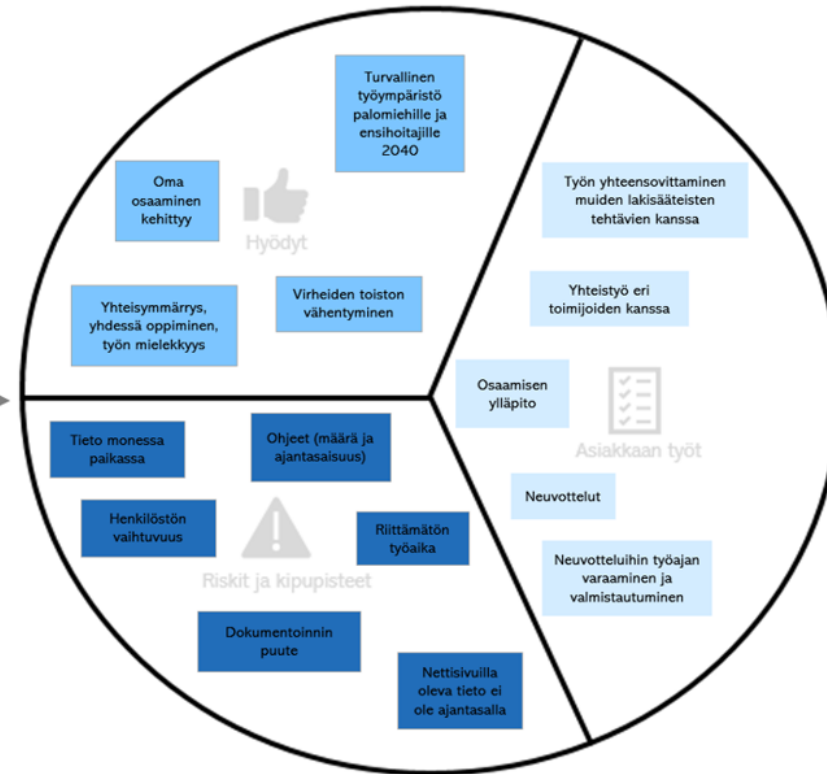 Turvallinen
työympäristö
palomiehille ja
ensihoitajille
2040
Oma
osaaminen
kehittyy
Hyödyt
Yhteisymmärrys,
yhdessä oppiminen,
työn mielekkyys
Virheiden toiston
vähentyminen
Työn yhteensovittaminen
muiden lakisääteisten
tehtävien kanssa
Yhteistyö eri
toimijoiden kanssa
Osaamisen
ylläpito
Asiakkaan työt
Neuvottelut
Neuvotteluihin työajan
varaaminen ja
valmistautuminen
Tieto monessa
paikassa
Ohjeet (määrä ja
ajantasaisuus)
Henkilöstön
vaihtuvuus
Riittämätön
työaika
Riskit ja kipupisteet
Dokumentoinnin
puute
Nettisivuilla
oleva tieto ei
ole ajantasalla